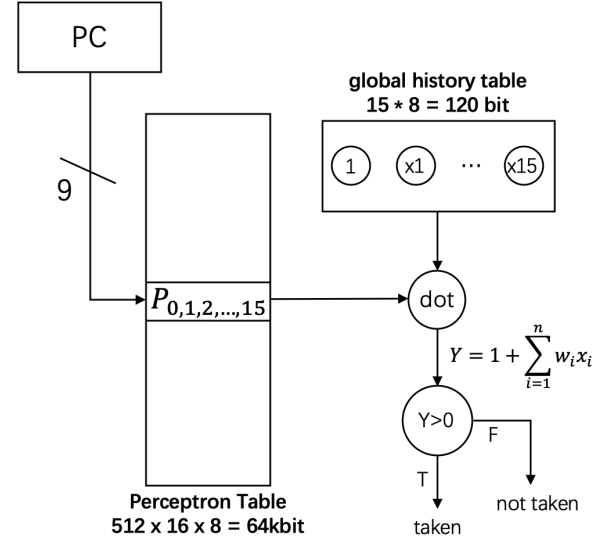 PC
9
global history table
15 * 8 = 120 bit
1 x1 ··· x15
P0,1,2,...,15
dot
Y = 1 + ∑ n i=1 wixi
Y>0
F
T
not taken
taken
Perceptron Table
512 x 16 x 8 = 64kbit